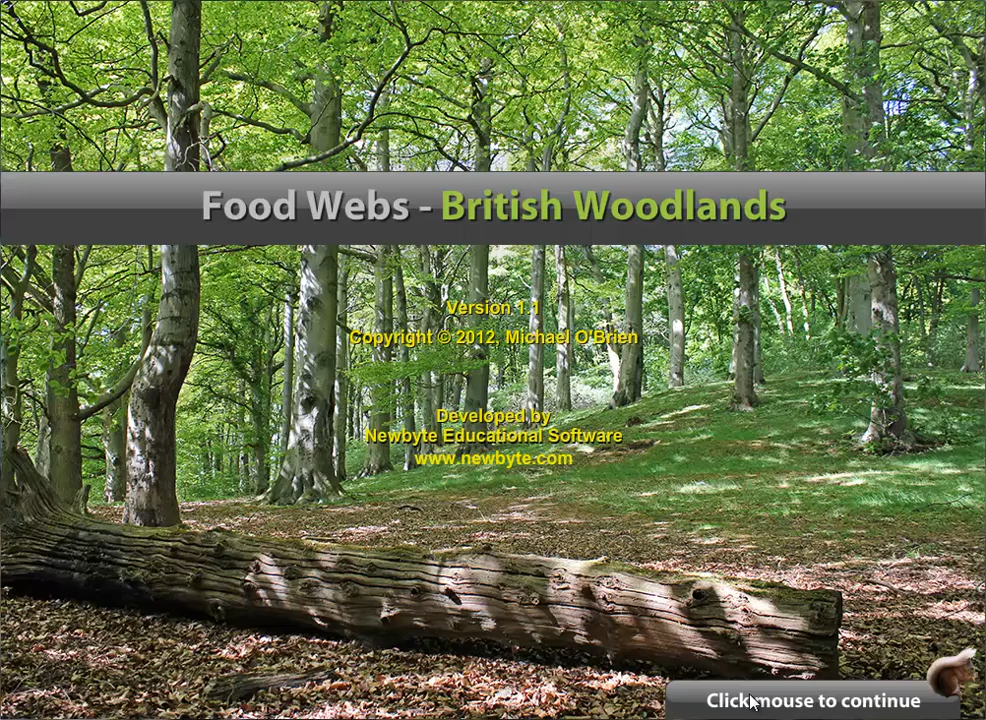 Food Webs - British Woodlands
Version 1.1
Copyright © 2012, Michael O'Brien
Developed by
Newbyte Educational Software
www.newbyte.com
Click mouse to continue